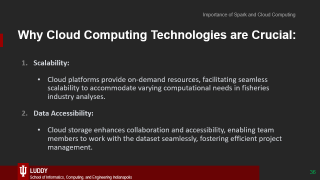 Importance of Spark and Cloud Computing
Why Cloud Computing Technologies are Crucial:
1. Scalability:
• Cloud platforms provide on-demand resources, facilitating seamless
scalability to accommodate varying computational needs in fisheries
industry analyses.
2. Data Accessibility:
• Cloud storage enhances collaboration and accessibility, enabling team
members to work with the dataset seamlessly, fostering efficient project
management.
LUDDY
School of Informatics, Computing, and Engineering Indianapolis